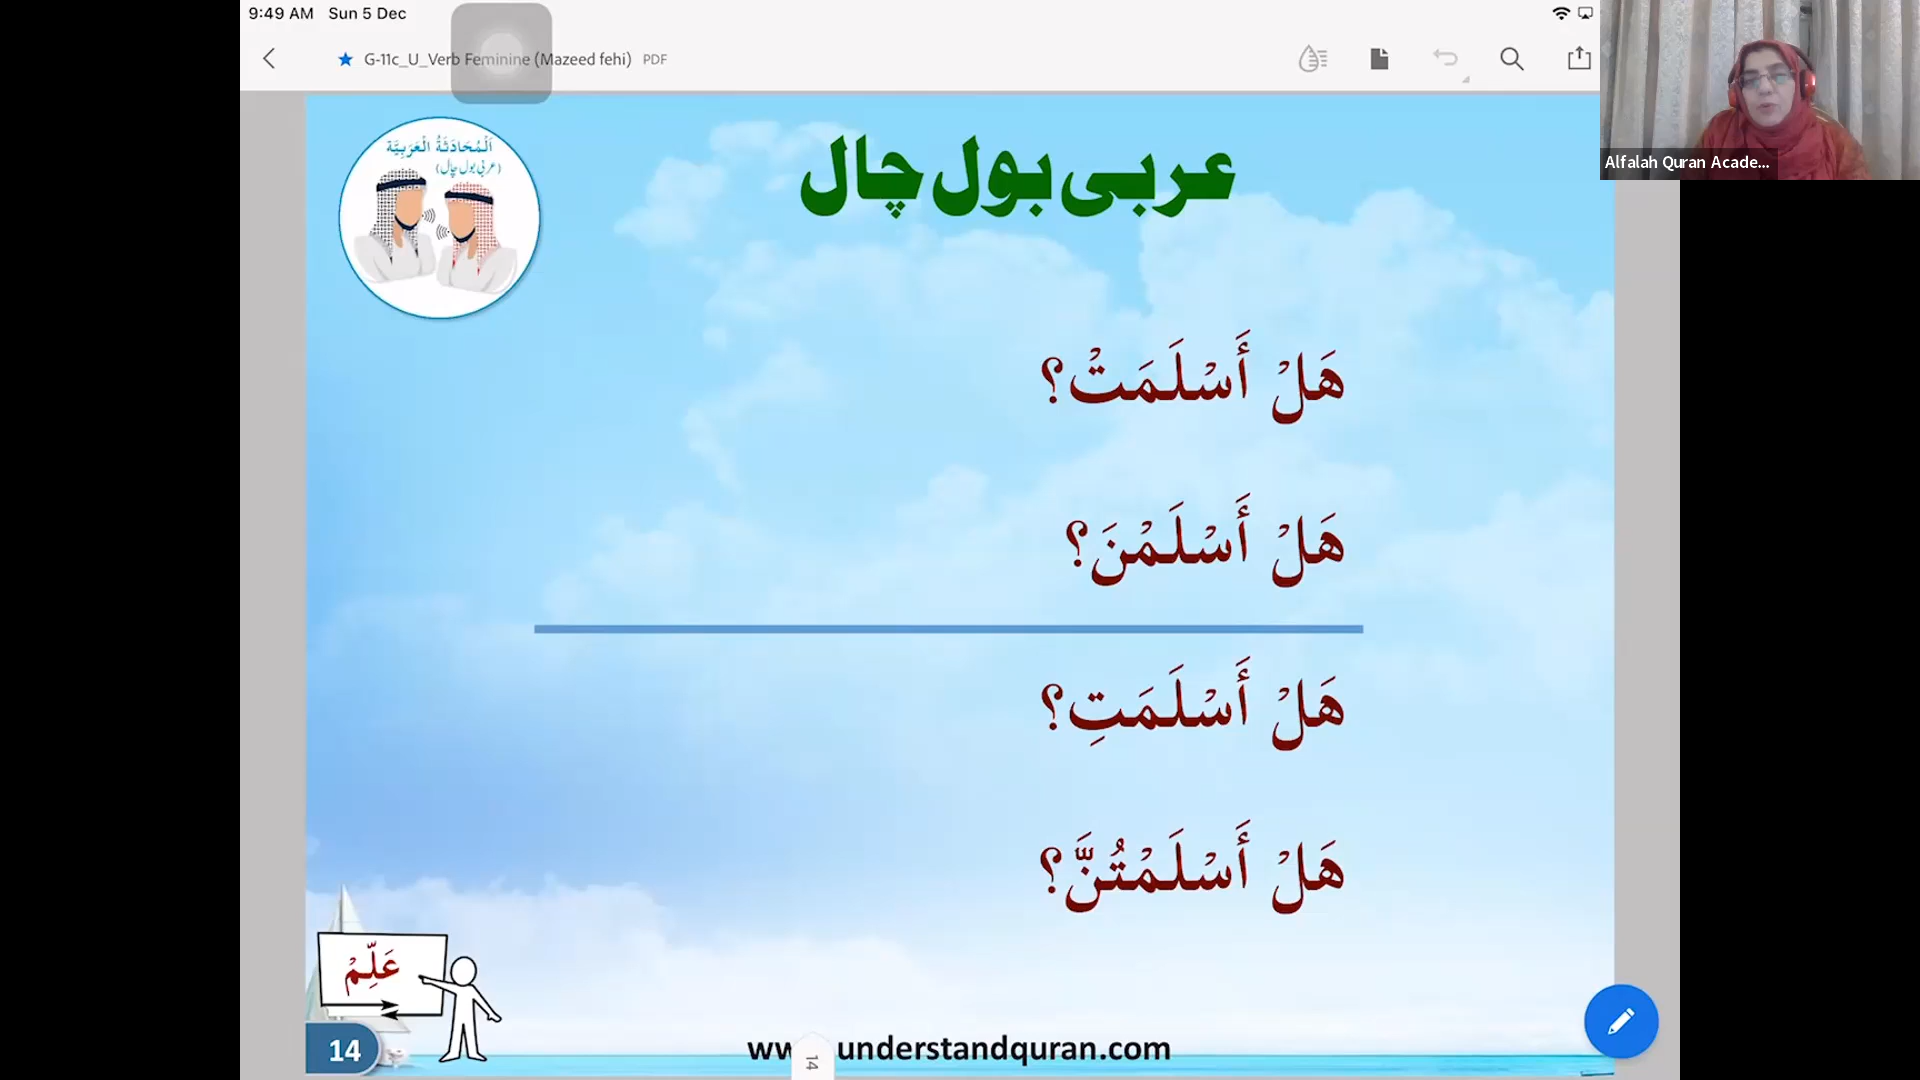 9:49 AM Sun 5 Dec
G-11c_U_Verb Feminine (Mazeed fehi) PDF
Alfalah Quran Acade...
اَلْمُحَادَثَةُ الْعَرَبِيَّة
(عربی بول چال)
عربی بول چال
هَلْ أَسْلَمَتْ؟
هَلْ أَسْلَمْنَ؟
هَلْ أَسْلَمَتِ؟
هَلْ أَسْلَمْتُنَّ؟
عَلِّمْ
14
understandquran.com
14